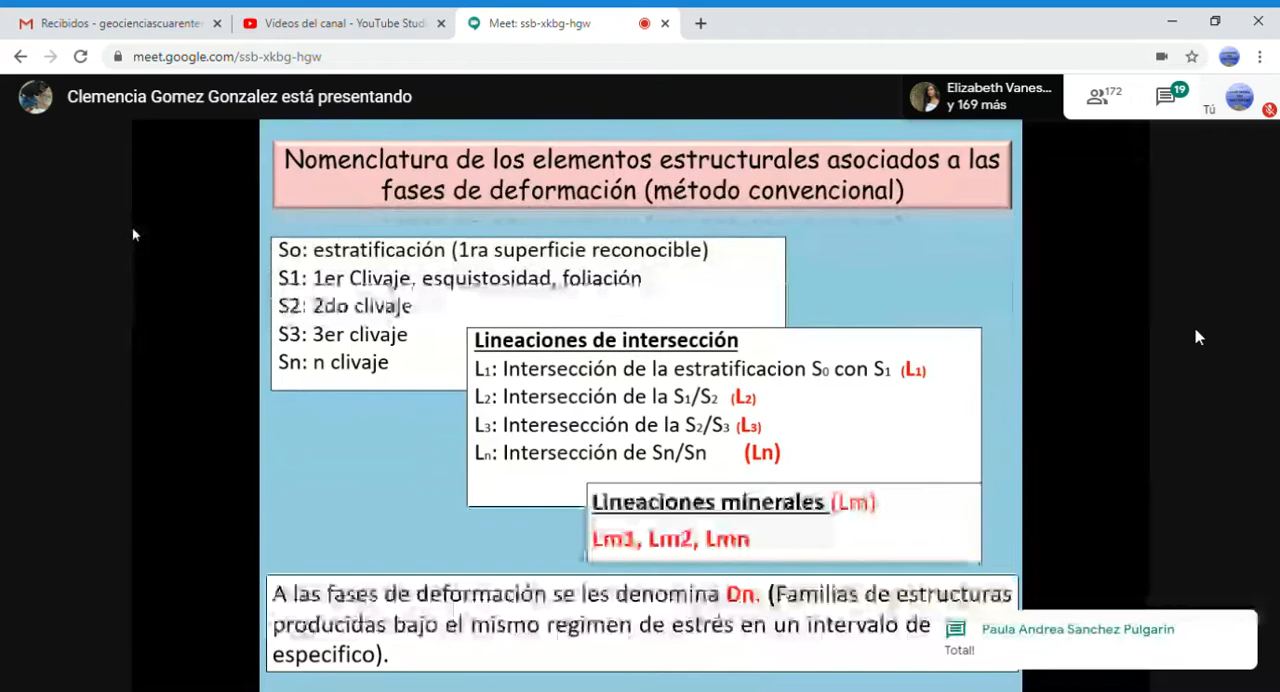 Recibidos - geocienciascuarente
Videos del canal - YouTube Studi
Meet: ssb-xkbg-hgw
meet.google.com/ssb-xkbg-hgw
Clemencia Gomez Gonzalez está presentando
Elizabeth Vanes...
y 169 más
172
19
Tú
Nomenclatura de los elementos estructurales asociados a las
fases de deformación (método convencional)
So: estratificación (1ra superficie reconocible)
S1: 1er Clivaje, esquistosidad, foliación
S2: 2do clivaje
S3: 3er clivaje
Sn: n clivaje
Lineaciones de intersección
L1: Intersección de la estratificacion S0 con S1 (L1)
L2: Intersección de la S1/S2 (L2)
L3: Interesección de la S2/S3 (L3)
Ln: Intersección de Sn/Sn (Ln)
Lineaciones minerales (Lm)
Lm1, Lm2, Lmn
A las fases de deformación se les denomina Dn. (Familias de estructuras
producidas bajo el mismo regimen de estrés en un intervalo de
especifico).
Paula Andrea Sanchez Pulgarin
Total!